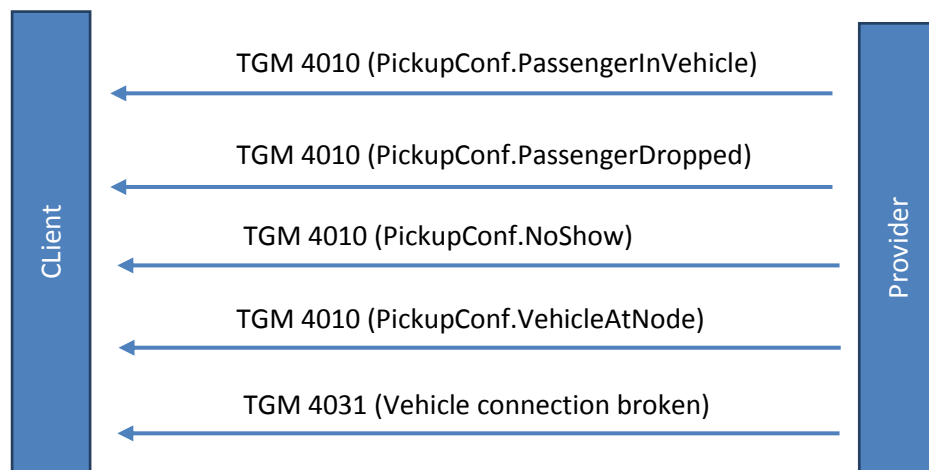 TGM 4010 (PickupConf.PassengerInVehicle)
TGM 4010 (PickupConf.PassengerDropped)
CLient
TGM 4010 (PickupConf.NoShow)
Provider
TGM 4010 (PickupConf.VehicleAtNode)
TGM 4031 (Vehicle connection broken)